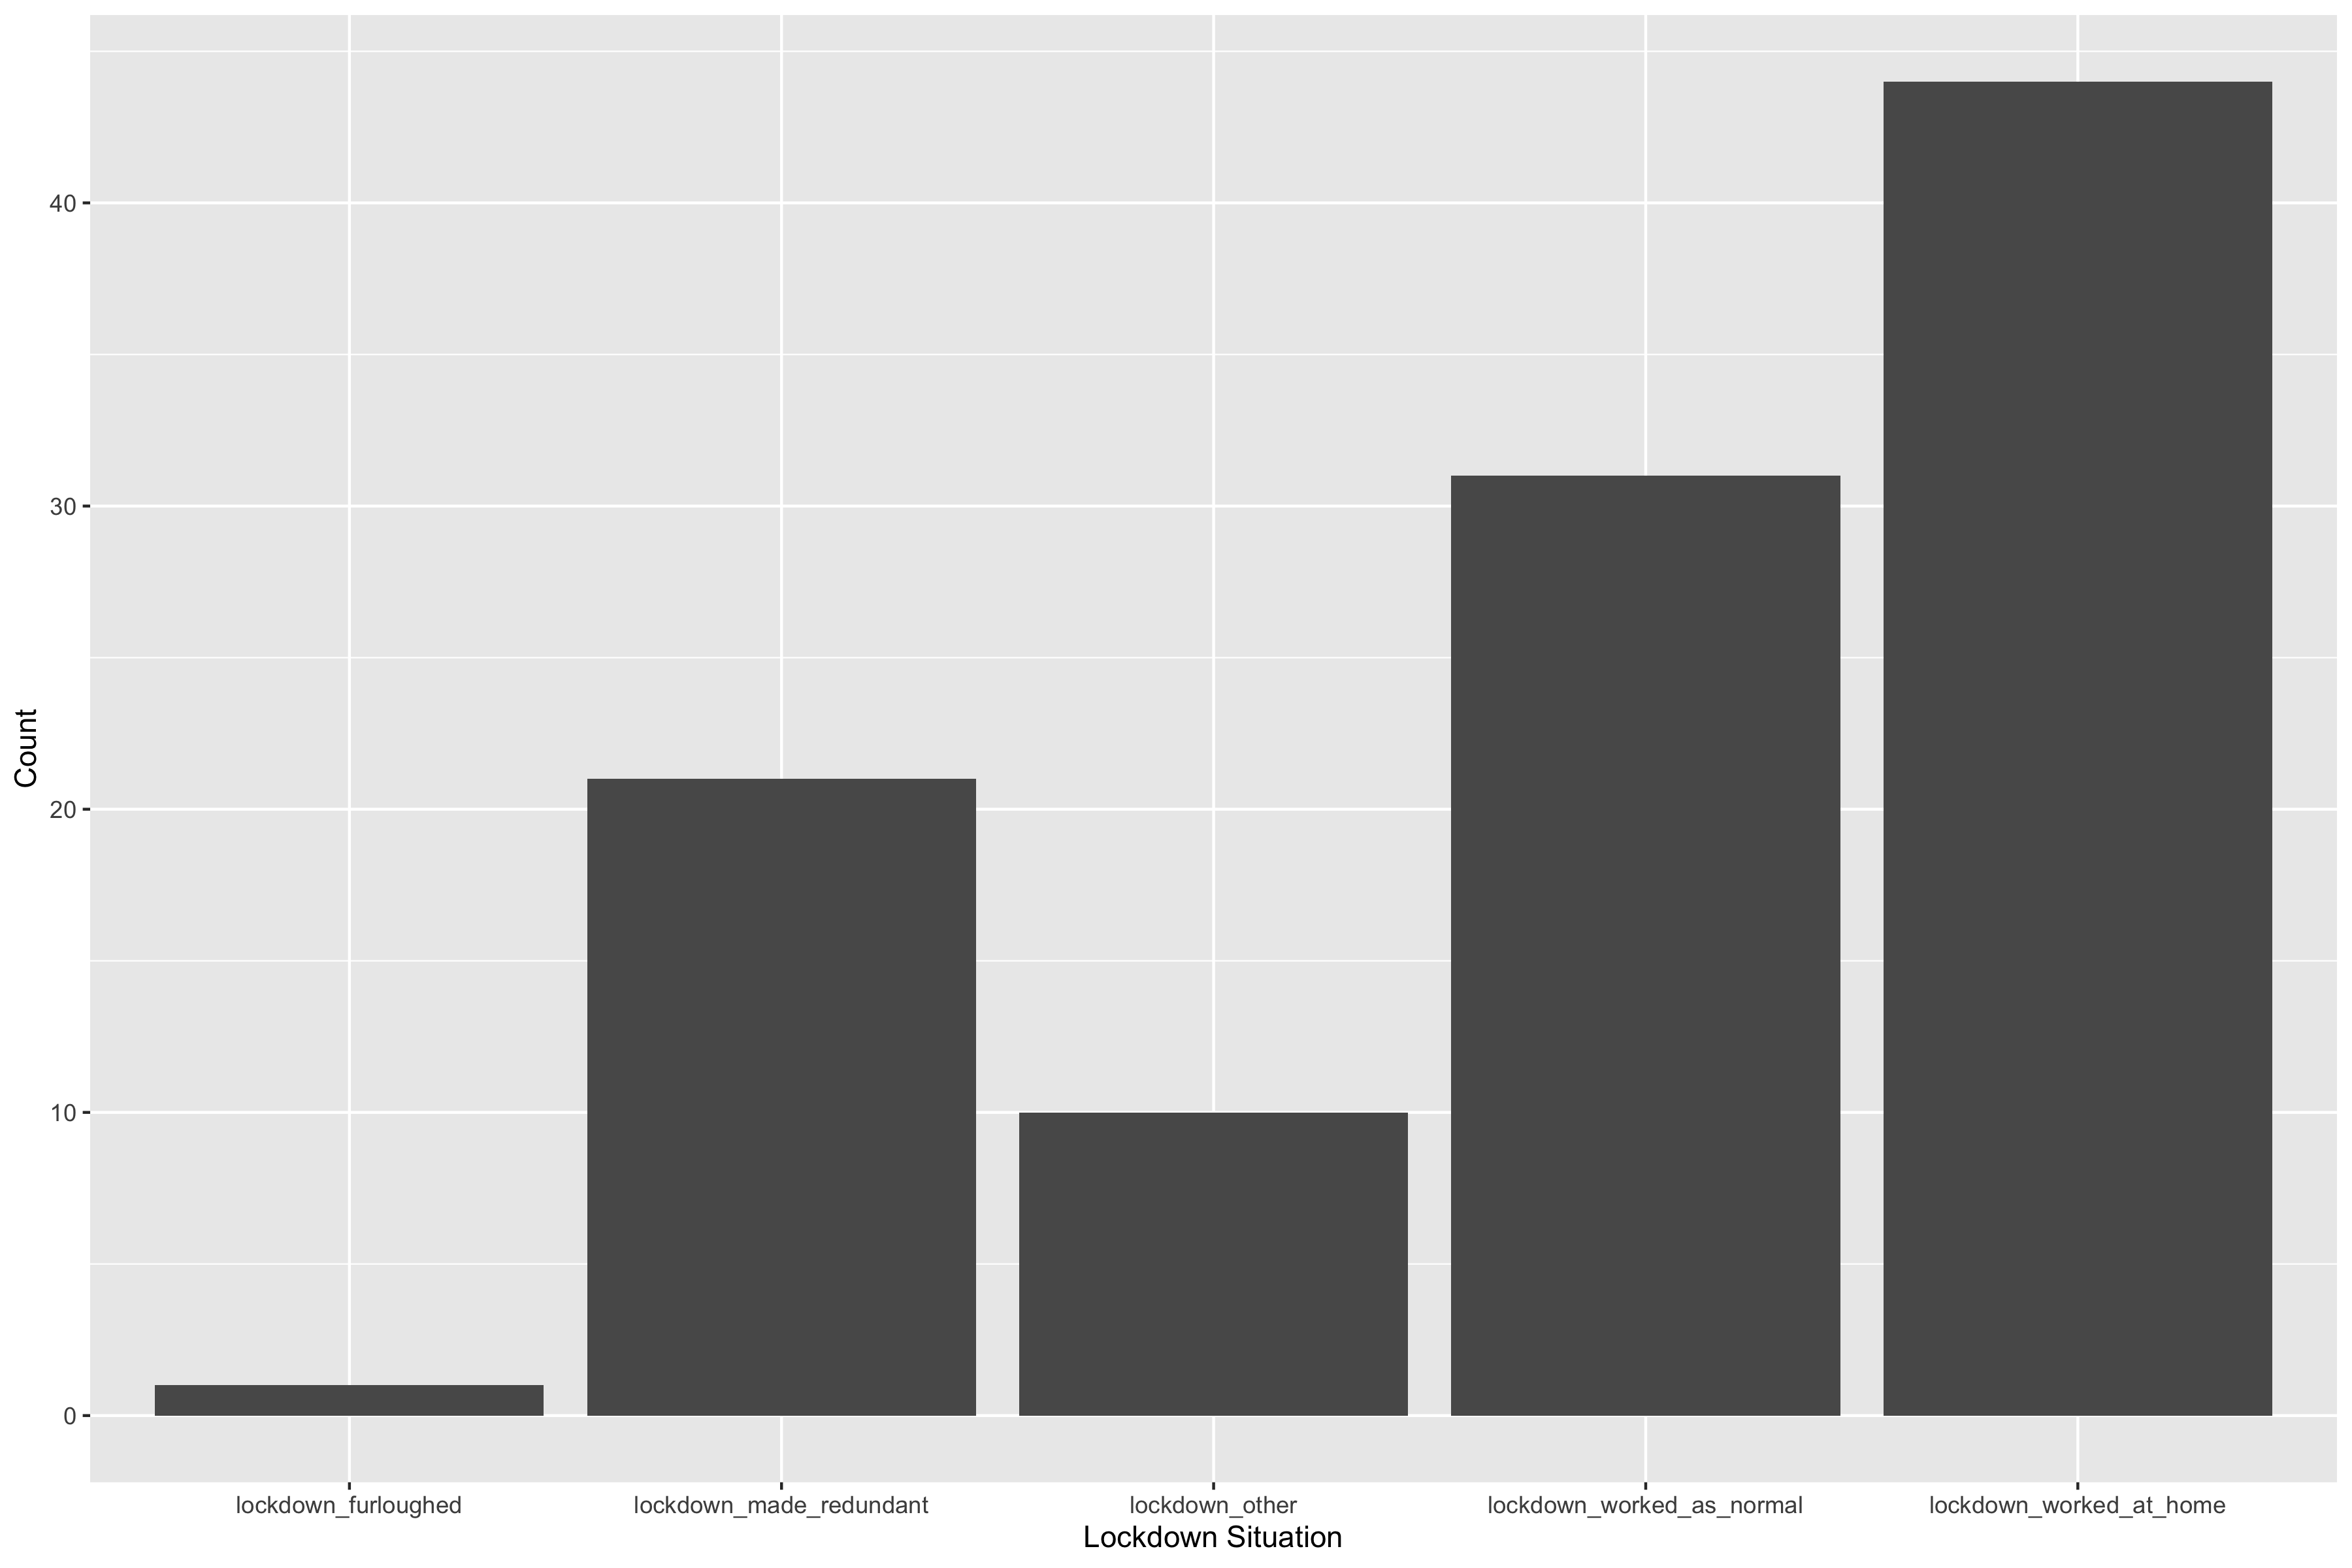 Count
40
30
20
10
0
lockdown_furloughed lockdown_made_redundant lockdown_other lockdown_worked_as_normal lockdown_worked_at_home
Lockdown Situation